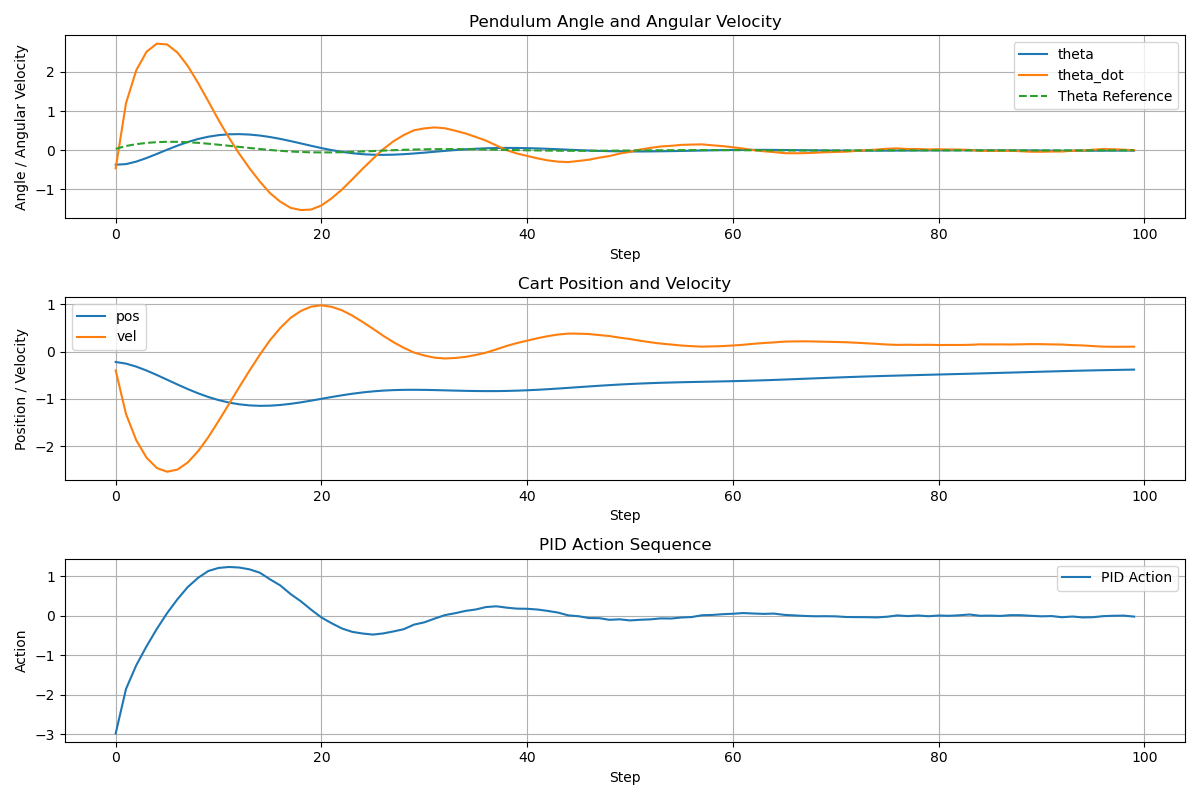 Pendulum Angle and Angular Velocity
Angle / Angular Velocity
2
1
0
−1
theta
theta_dot
Theta Reference
0 20 40 60 80 100
Step
Cart Position and Velocity
Position / Velocity
1
0
−1
−2
pos
vel
0 20 40 60 80 100
Step
PID Action Sequence
Action
1
0
−1
−2
−3
PID Action
0 20 40 60 80 100
Step